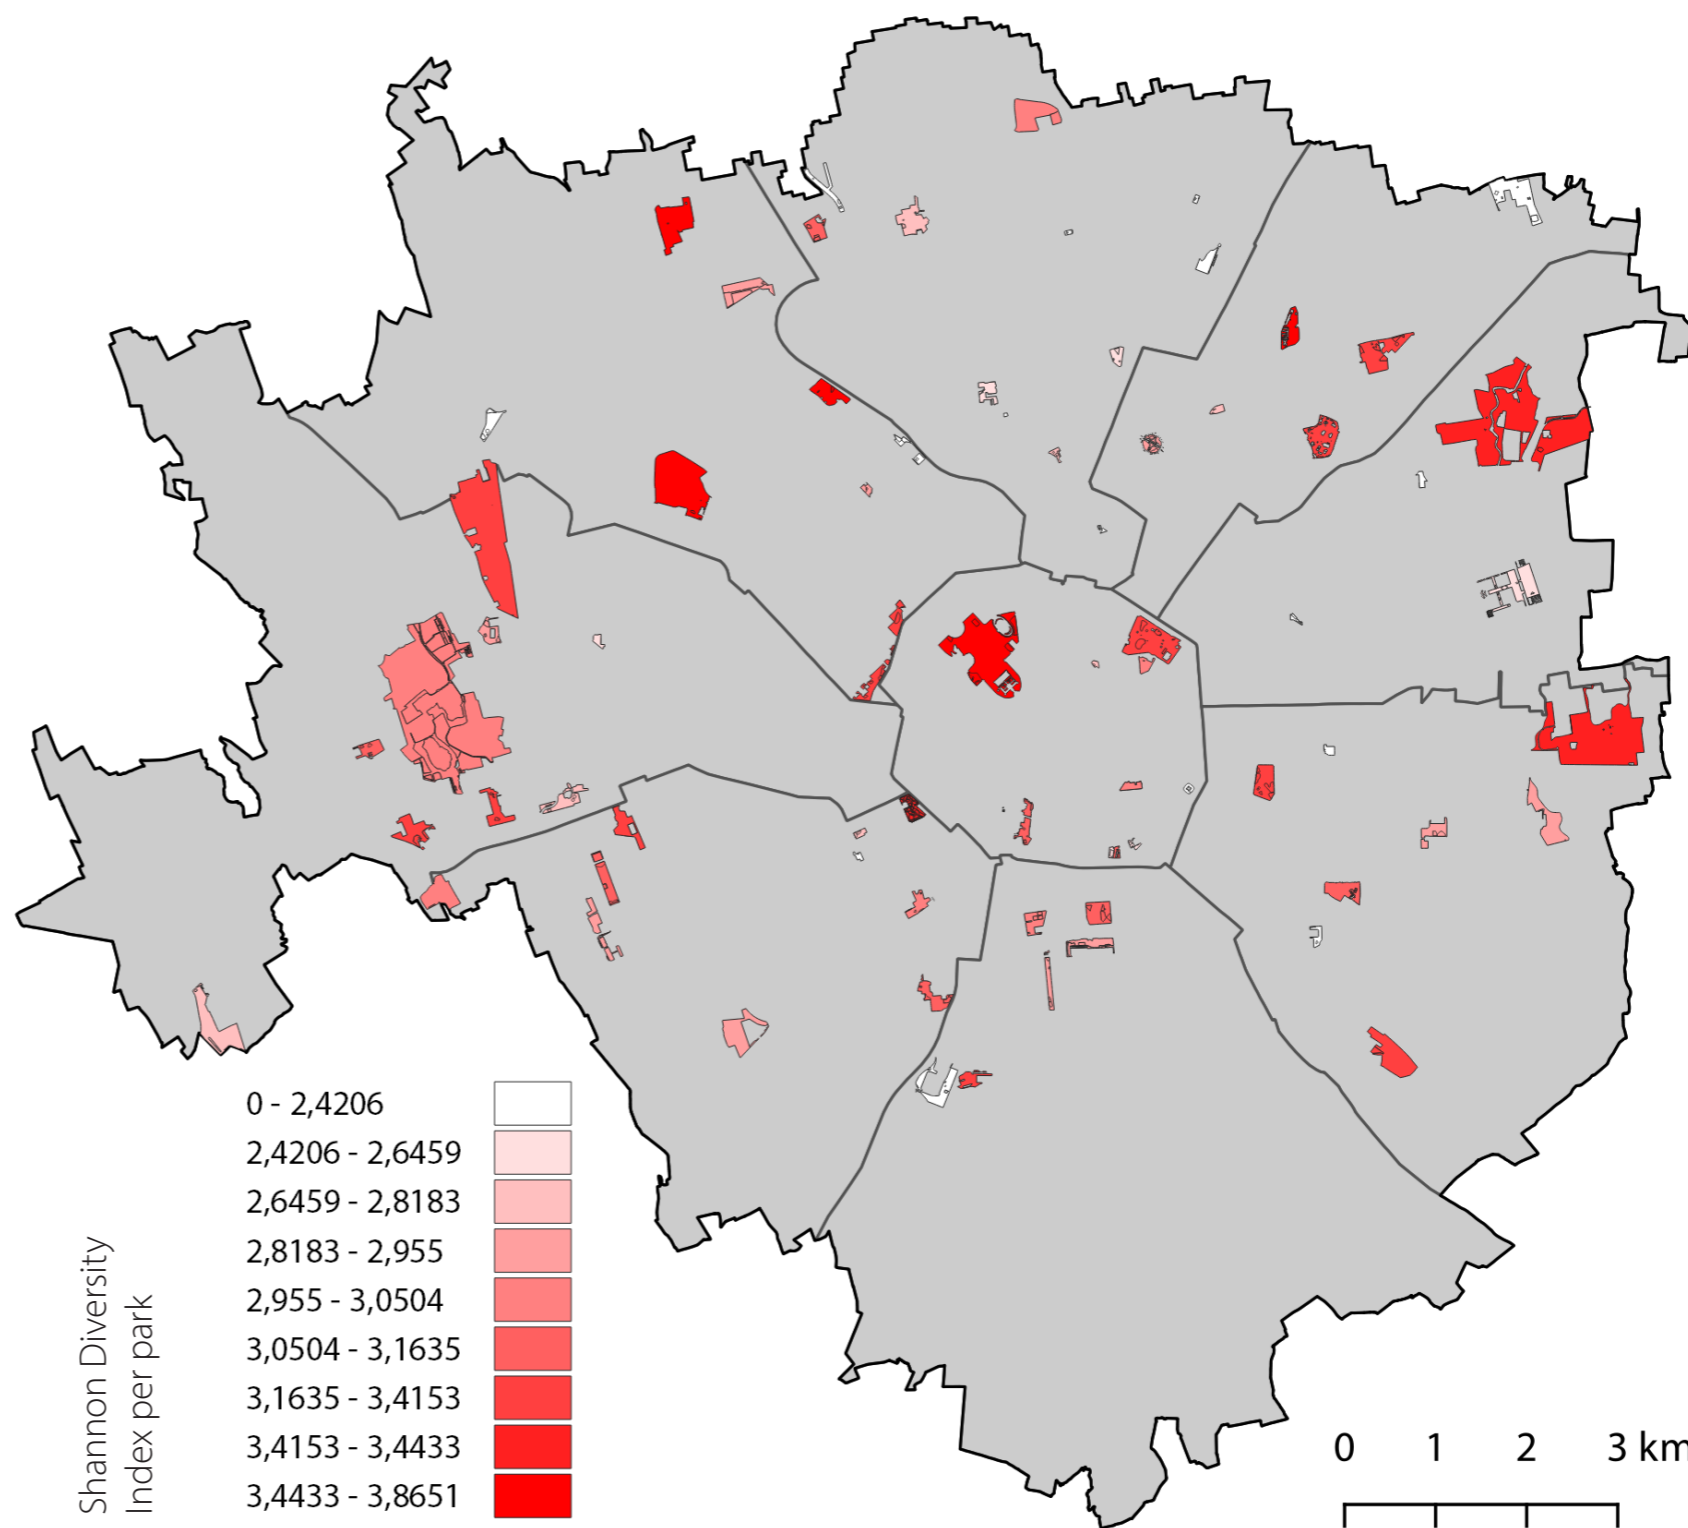 0 - 2,4206
2,4206 - 2,6459
2,6459 - 2,8183
2,8183 - 2,955
2,955 - 3,0504
3,0504 - 3,1635
3,1635 - 3,4153
3,4153 - 3,4433
3,4433 - 3,8651
Shannon Diversity
Index per park
0 1 2 3 km